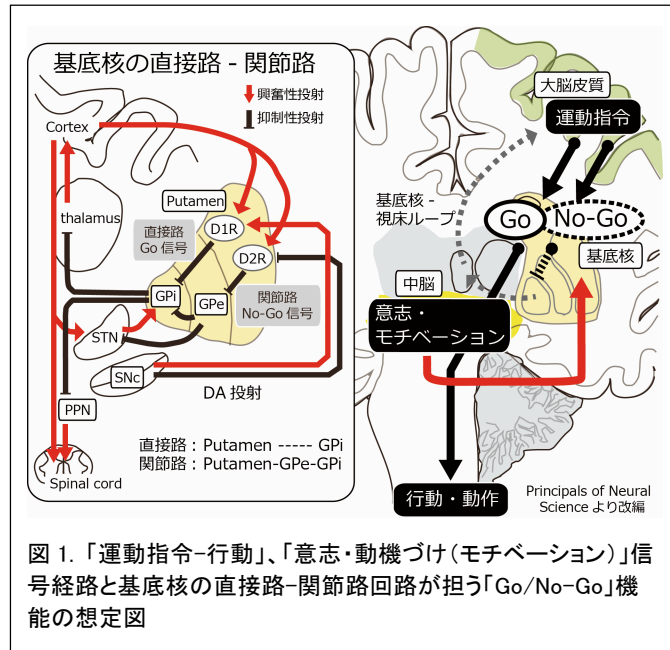 基底核の直接路 - 関節路
興奮性投射
抑制性投射
Cortex
thalamus
Putamen
D1R
直接路
Go 信号
D2R
GPi
GPe
関節路
No-Go 信号
STN
SNc
DA 投射
PPN
Spinal cord
直接路 : Putamen ----- GPi
関節路 : Putamen-GPe-GPi
大脳皮質
運動指令
基底核 -
視床ループ
Go
No-Go
基底核
中脳
意志・
モチベーション
行動・動作
Principals of Neural
Science より改編
図 1. 「運動指令-行動」、「意志・動機づけ(モチベーション)」信
号経路と基底核の直接路-関節路回路が担う「Go/No-Go」機
能の想定図